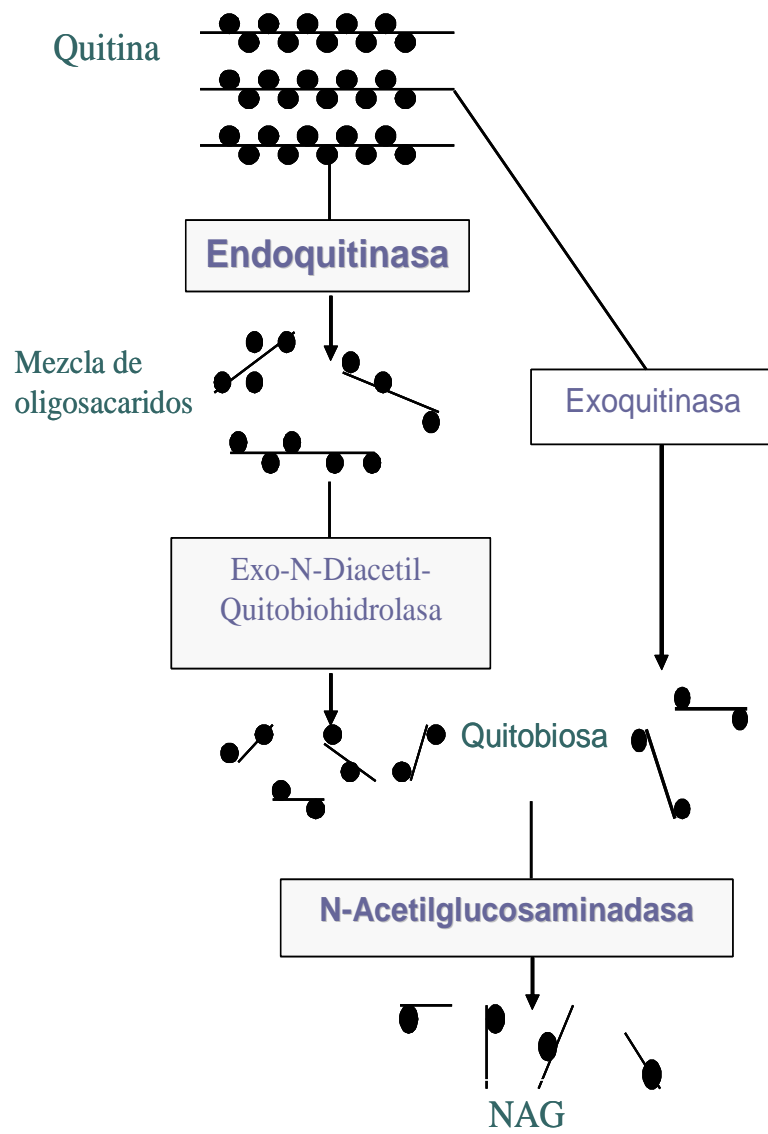 Quitina
Endoquitinasa
Mezcla de
oligosacaridos
Exoquitinasa
Exo-N-Diacetil-
Quitobiohidrolasa
Quitobiosa
N-Acetilglucosaminadasa
NAG